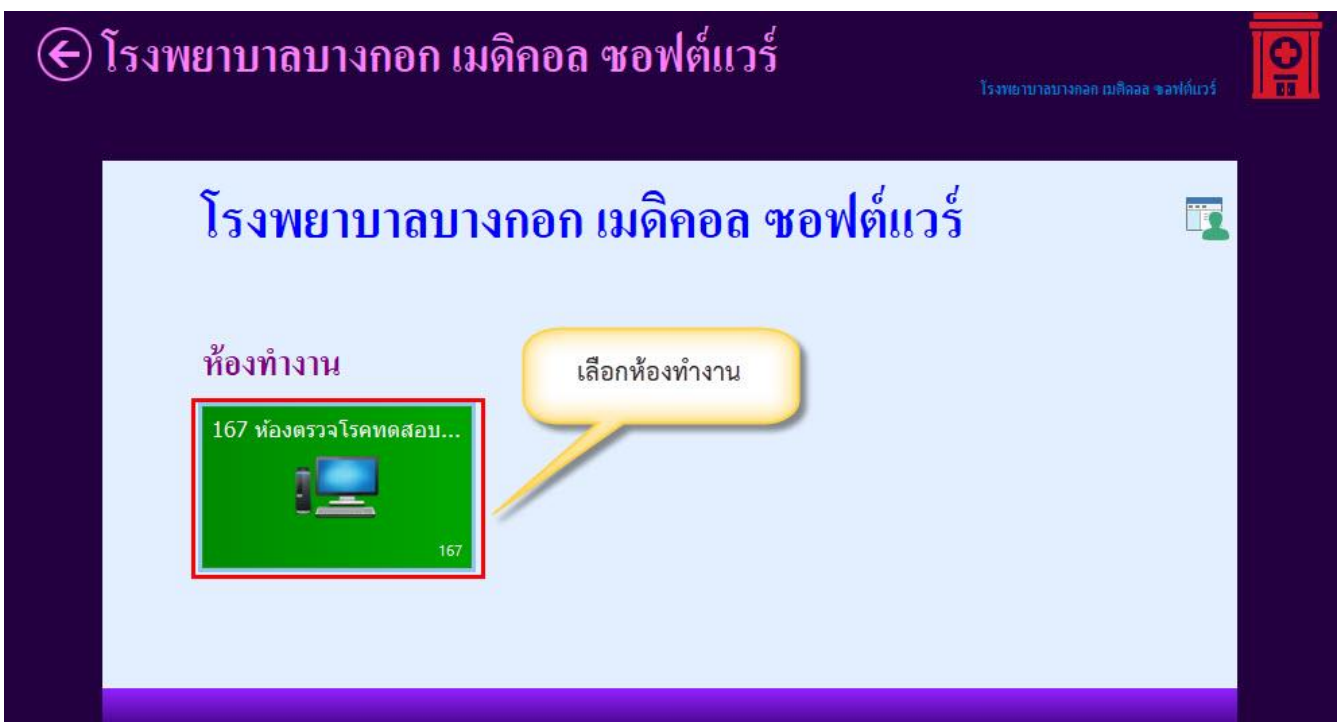 โรงพยาบาลบางกอก เมดิคอล ซอฟต์แวร์
โรงพยาบาลบางกอก เมดิคอล ซอฟต์แวร์
โรงพยาบาลบางกอก เมดิคอล ซอฟต์แวร์
ห้องทำงาน
เลือกห้องทำงาน
167 ห้องตรวจโรคทดสอบ...
167